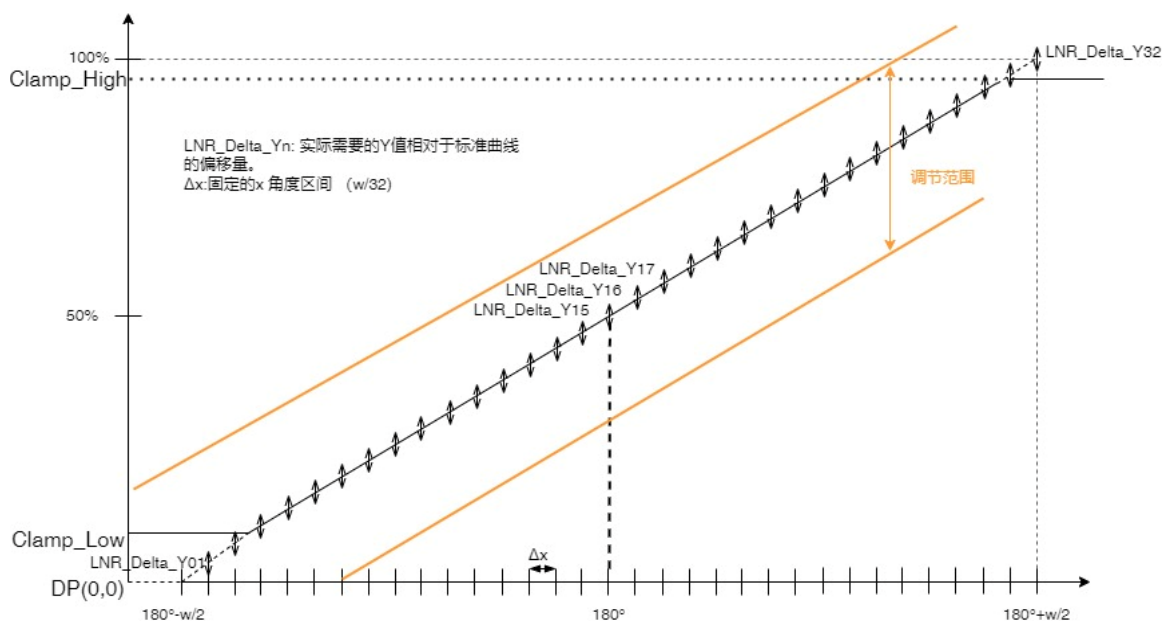 100%
LNR_Delta_Y32
Clamp_High
LNR_Delta_Yn: 实际需要的Y值相对于标准曲线
的偏移量。
Δx:固定的x 角度区间 （w/32)
调节范围
LNR_Delta_Y17
LNR_Delta_Y16
LNR_Delta_Y15
50%
Clamp_Low
LNR_Delta_Y01
Δx
DP(0,0)
180°-w/2
180°
180°+w/2